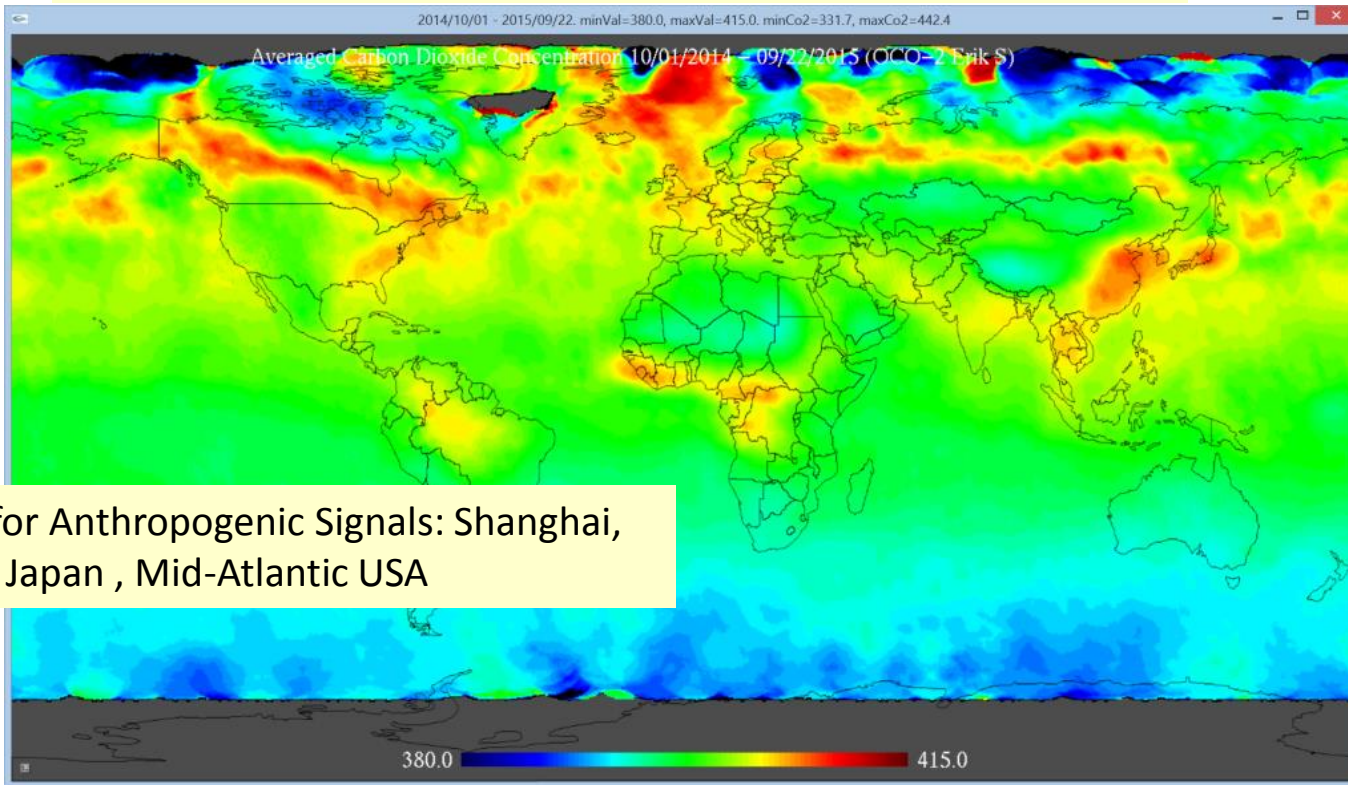 2014/10/01 - 2015/09/22. minVal=380.0, maxVal=415.0. minCo2=331.7, maxCo2=442.4
Averaged Carbon Dioxide Concentration 10/01/2014 - 09/22/2015 (OCO-2 Erik S)
for Anthropogenic Signals: Shanghai,
Japan , Mid-Atlantic USA
380.0
415.0